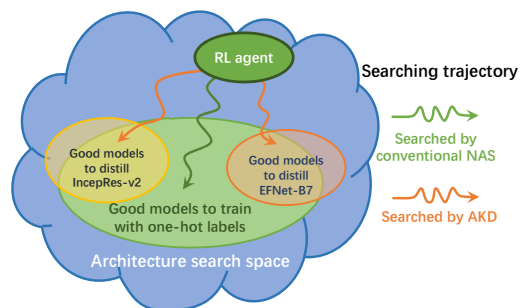 RL agent
Searching trajectory
Searched by
conventional NAS
Good models
to distill
IncepRes-v2
Good models
to distill
EFNet-B7
Searched by AKD
Good models to train
with one-hot labels
Architecture search space